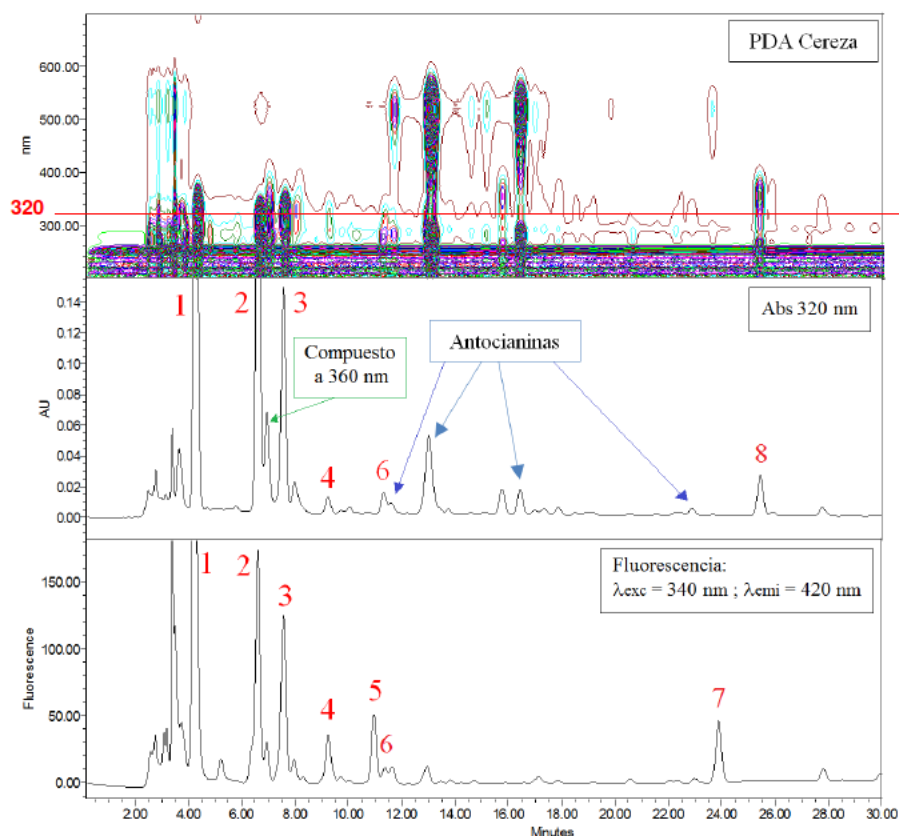 PDA Cereza
600.00
500.00
nm
400.00
320
300.00
1
2
3
Abs 320 nm
0.14
0.12
Compuesto
a 360 nm
Antocianinas
0.10
0.08
AU
0.06
0.04
4
6
8
0.02
0.00
1
2
3
Fluorescencia:
λexc = 340 nm ; λemi = 420 nm
150.00
Fluorescence
100.00
50.00
4
5
6
7
0.00
2.00 4.00 6.00 8.00 10.00 12.00 14.00 16.00 18.00 20.00 22.00 24.00 26.00 28.00 30.00
Minutes